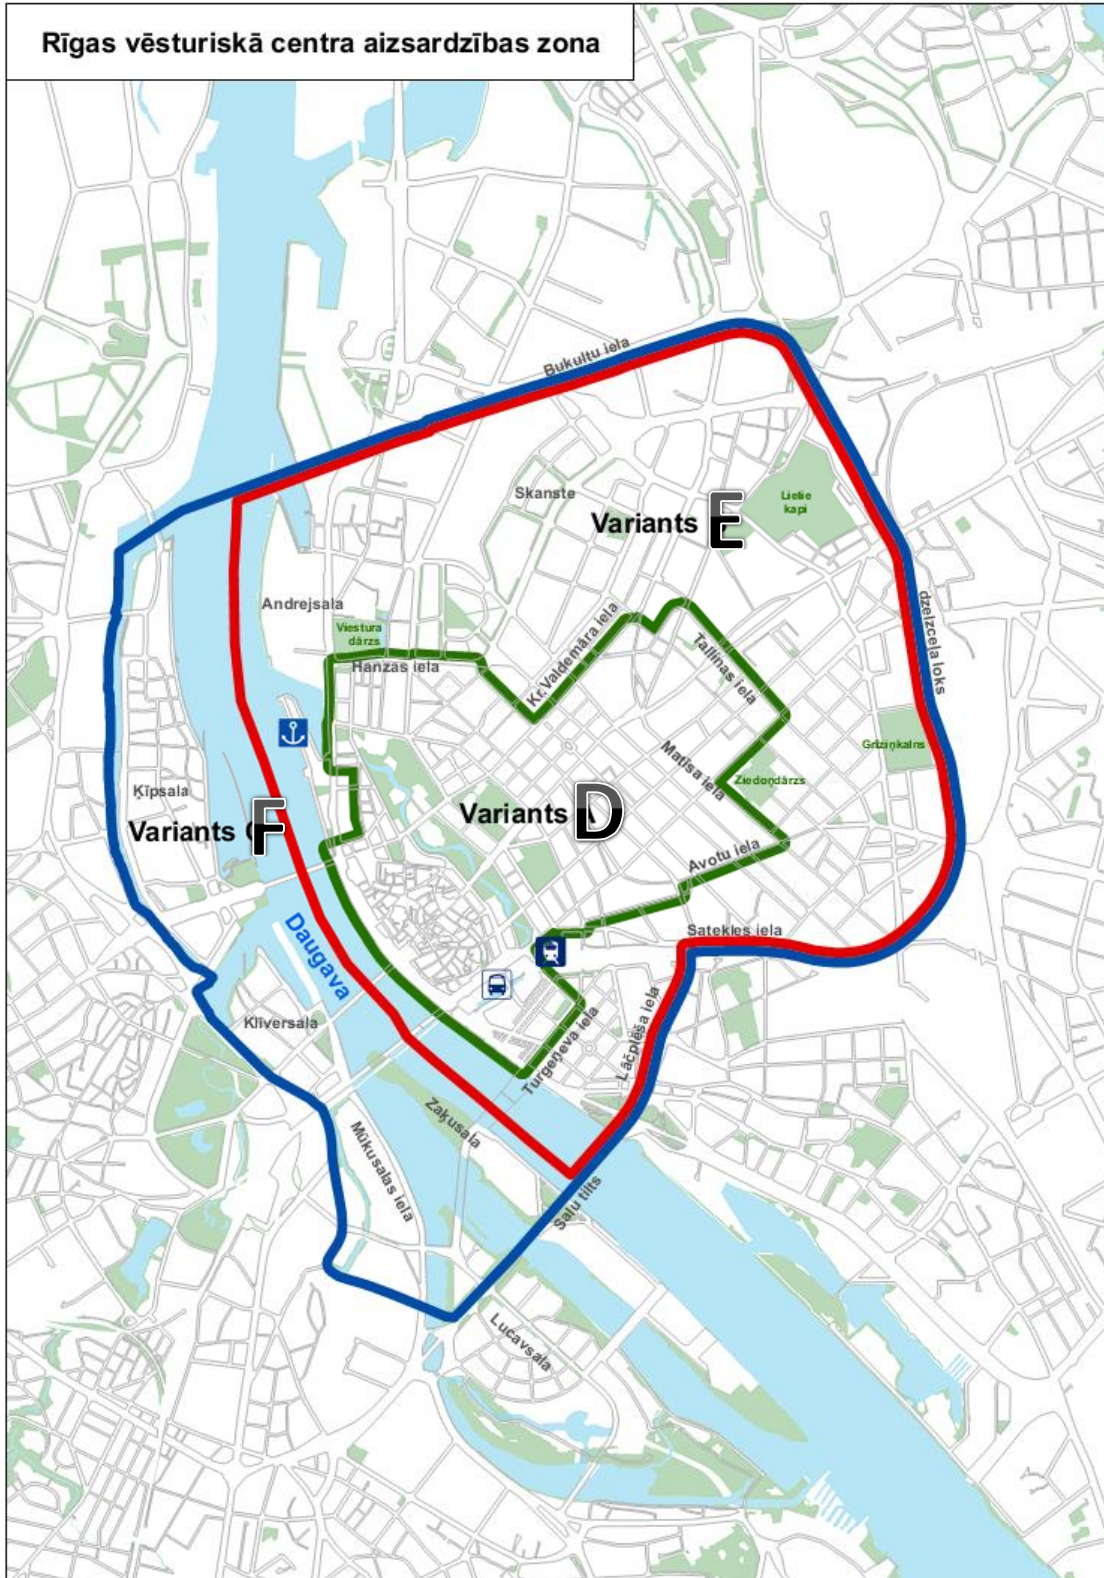 Rīgas vēsturiskā centra aizsardzības zona
Bukultu iela
Skanste
Lielie
kapi
Variants E
dzelzceļa loks
Andrejsala
Viestura
dārzs
Hanzas iela
Kr. Valdemāra iela
Tallinas iela
Grīziņkalns
Matīsa iela
Ziedoņdārzs
Ķīpsala
Variants F
Variants D
Avotu iela
Satekles iela
Daugava
Klīversala
Lāčplēša iela
Turgeņeva iela
Zaķusala
Mūkusalas iela
Salu tilts
Lucavsala